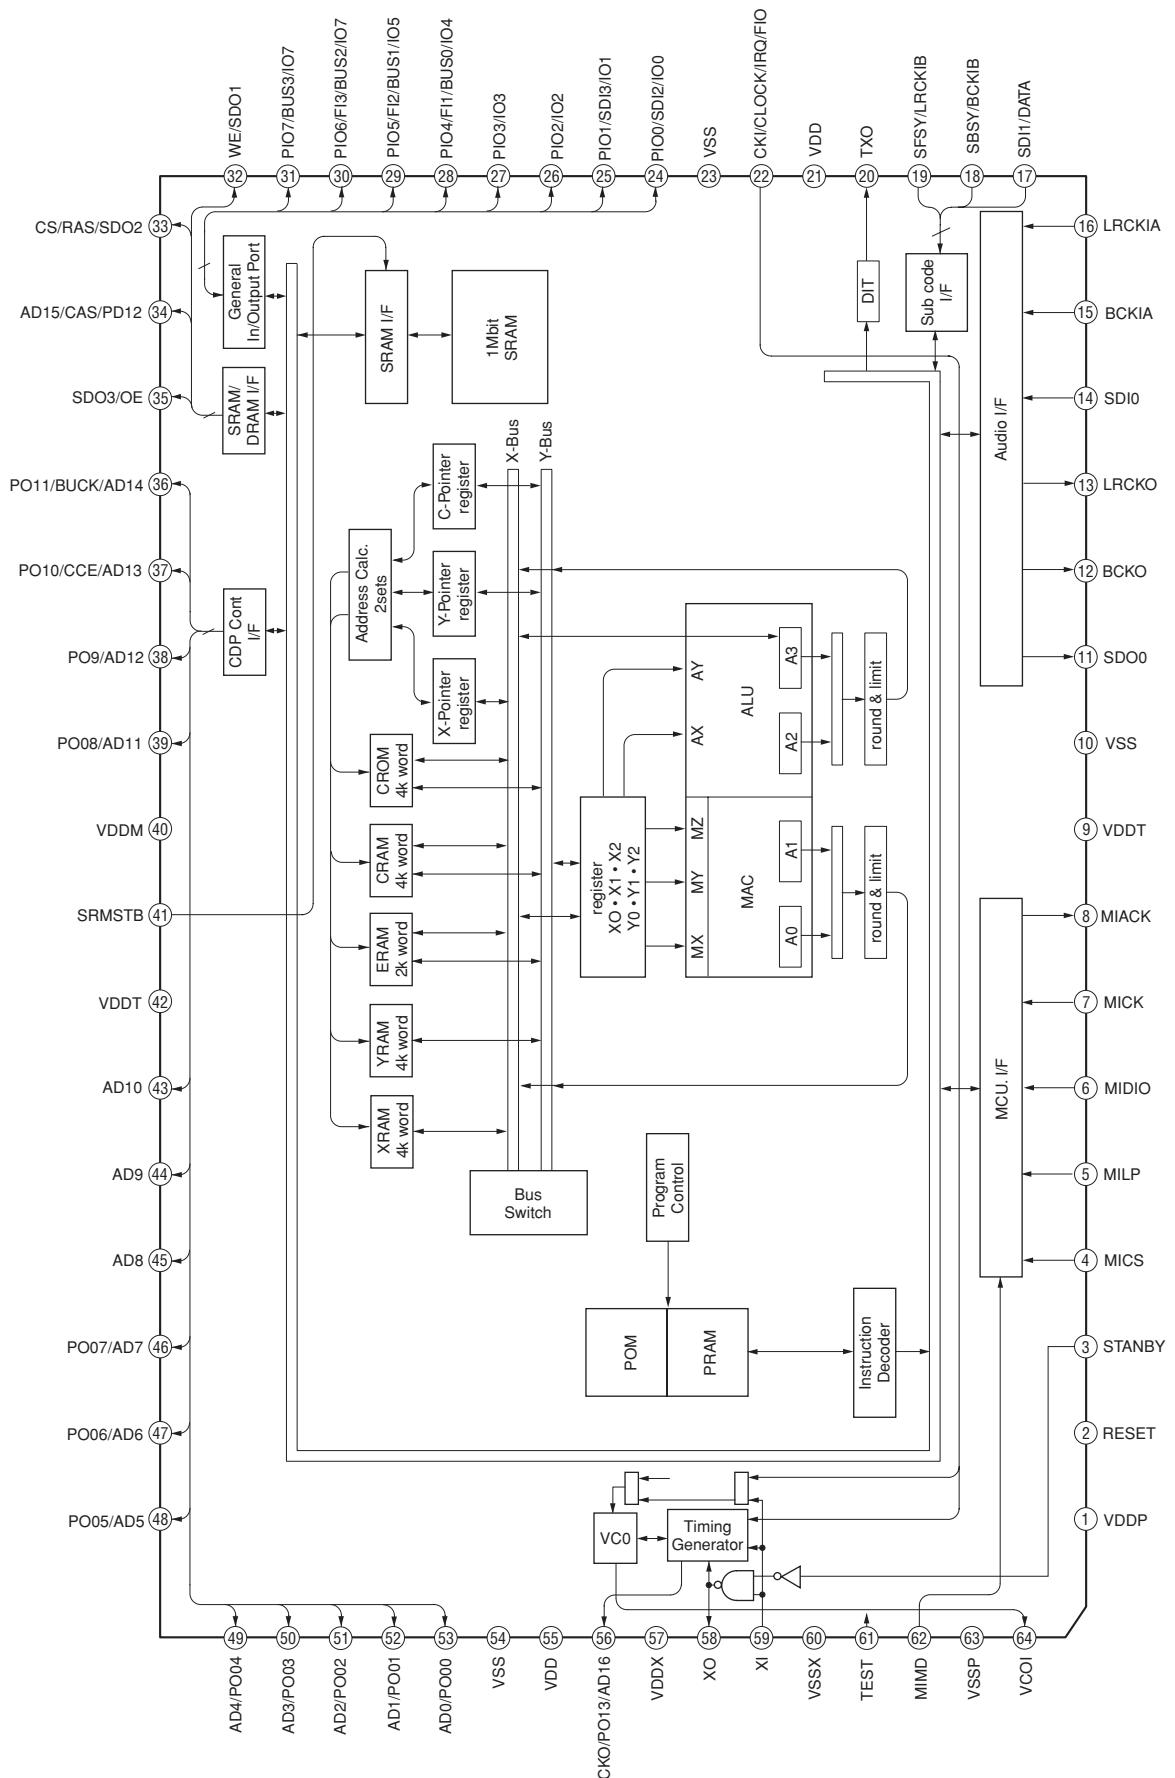 WE/SDO1
PIO7/BUS3/IO7
PIO6/FI3/BUS2/IO7
PIO5/FI2/BUS1/IO5
PIO4/FI1/BUS0/IO4
PIO3/IO3
PIO2/IO2
PIO1/SDI3/IO1
PIO0/SDI2/IO0
VSS
CKI/CLOCK/IRQ/FIO
VDD
TXO
SFSY/LRCKIB
SBSY/BCKIB
SDI1/DATA
32
31
30
29
28
27
26
25
24
23
22
21
20
19
18
17
CS/RAS/SDO2
33
AD15/CAS/PD12
34
SDO3/OE
35
PO11/BUCK/AD14
36
PO10/CCE/AD13
37
PO9/AD12
38
PO08/AD11
39
VDDM
40
SRMSTB
41
VDDT
42
AD10
43
AD9
44
AD8
45
PO07/AD7
46
PO06/AD6
47
PO05/AD5
48
General
In/Output Port
SRAM/
DRAM I/F
CDP Cont
I/F
SRAM I/F
1Mbit
SRAM
DIT
Sub code
I/F
Audio I/F
X-Bus
Y-Bus
Address Calc.
2sets
C-Pointer
register
Y-Pointer
register
X-Pointer
register
CROM
4k word
CRAM
4k word
ERAM
2k word
YRAM
4k word
XRAM
4k word
Bus
Switch
register
XO • X1 • X2
Y0 • Y1 • Y2
AY
AX
ALU
A3
A2
round & limit
MZ
MY
MX
MAC
A1
A0
round & limit
Program
Control
POM
PRAM
Instruction
Decoder
MCU. I/F
VC0
Timing
Generator
16
LRCKIA
15
BCKIA
14
SDI0
13
LRCKO
12
BCKO
11
SDO0
10
VSS
9
VDDT
8
MIACK
7
MICK
6
MIDIO
5
MILP
4
MICS
3
STANBY
2
RESET
1
VDDP
49
50
51
52
53
54
55
56
57
58
59
60
61
62
63
64
AD4/PO04
AD3/PO03
AD2/PO02
AD1/PO01
AD0/PO00
VSS
VDD
CKO/PO13/AD16
VDDX
XO
XI
VSSX
TEST
MIMD
VSSP
VCOI